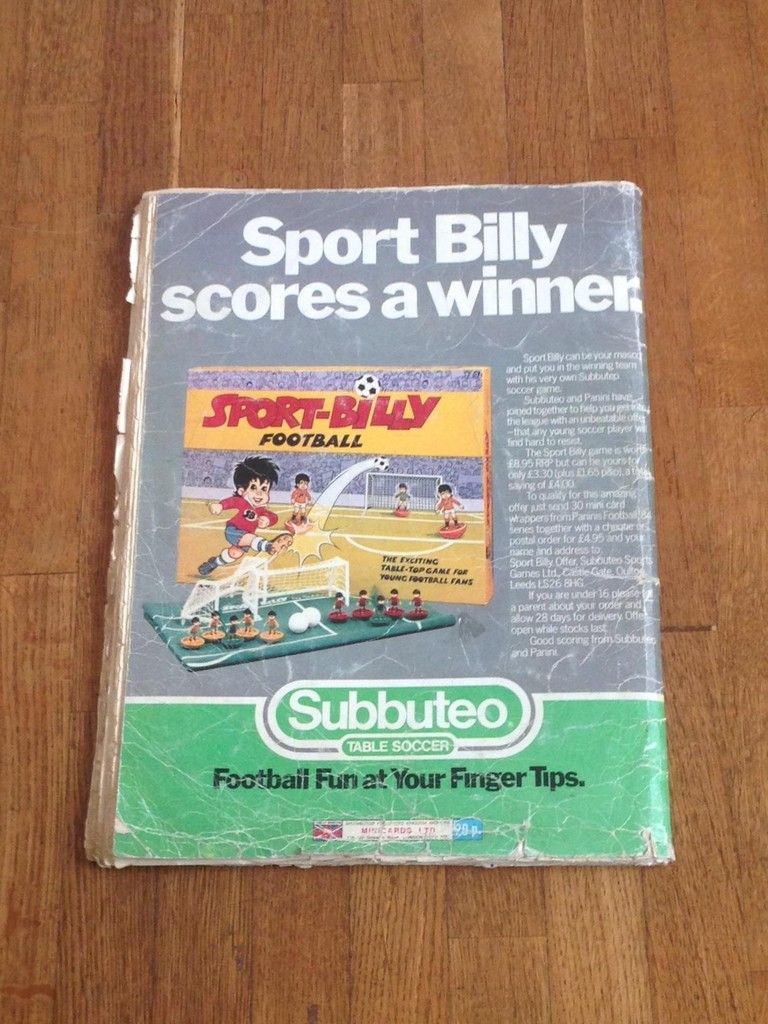 Sport Billy
scores a winner.
SPORT-BILLY
FOOTBALL
SB
THE EXCITING
TABLE-TOP GAME FOR
YOUNG FOOTBALL FANS
Sport Billy can be your
and put you in the winning team
with his very own Subbuteo
soccer game.
Subbuteo and Panini have
joined together to help you get into
the league with an unbeatable
– that any young soccer player
find hard to resist.
The Sport Billy game is
£8.95 RRP but can be yours for
only £3.30 (plus £1.65 p&p), a
saving of £4.00.
To qualify for this amazing
offer just send 30 mini card
wrappers from Panini's Football 84
series together with a cheque or
postal order for £4.95 and your
name and address to:
Sport Billy Offer, Subbuteo Sports
Games Ltd., Castle Gate, Oulton,
Leeds LS26 8HG.
If you are under 16 please
a parent about your order and
allow 28 days for delivery. Offer
open while stocks last.
Good scoring from Subbuteo
and Panini.
Subbuteo
TABLE SOCCER
Football Fun at Your Finger Tips.
MINICARDS LTD
90 p.